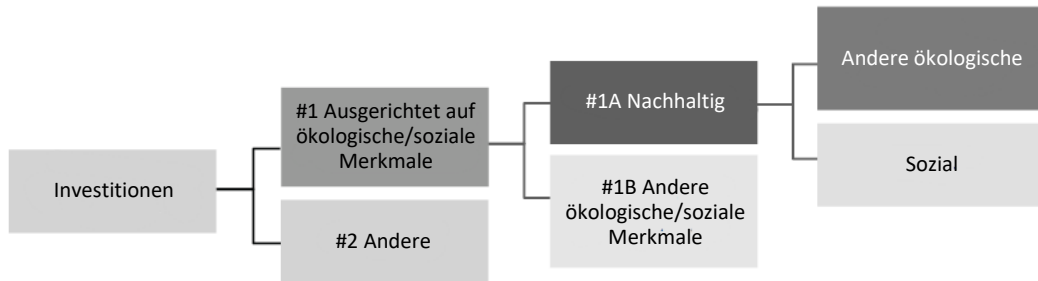 Investitionen
#1 Ausgerichtet auf
ökologische/soziale
Merkmale
#2 Andere
#1A Nachhaltig
#1B Andere
ökologische/soziale
Merkmale
Andere ökologische
Sozial